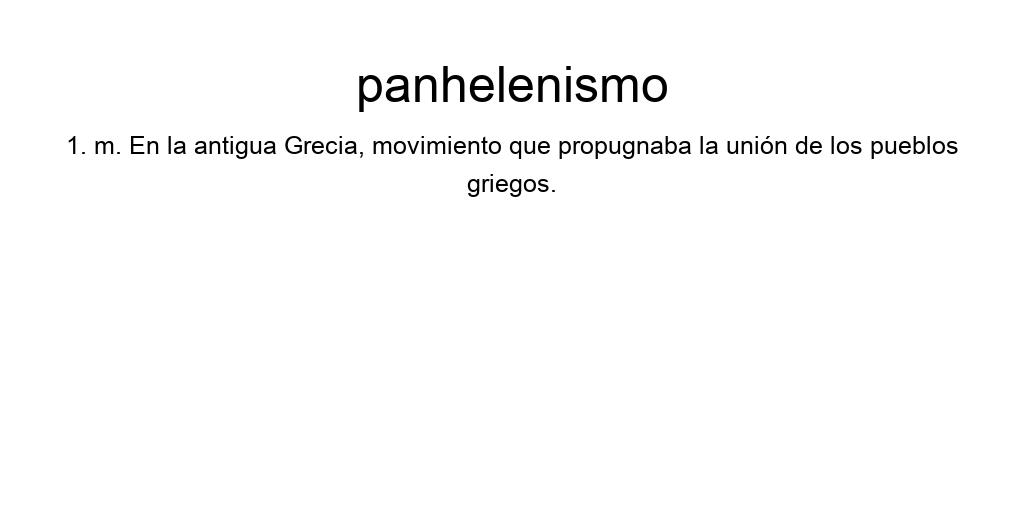 panhelenismo
1. m. En la antigua Grecia, movimiento que propugnaba la unión de los pueblos
griegos.